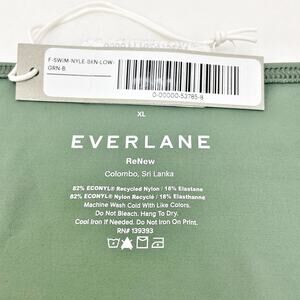 F-SWIM-NYLE-BKN-LOW-
GRN-B
0-00000-53785-8
XL
EVERLANE
ReNew
Colombo, Sri Lanka
82% ECONYL® Recycled Nylon / 18% Elastane
82% ECONYL® Recycled Nylon / 18% Elasthanne
Machine Wash Cold With Like Colors.
Do Not Bleach. Hang To Dry.
Cool Iron If Needed. Do Not Iron On Print.
RN# 139393